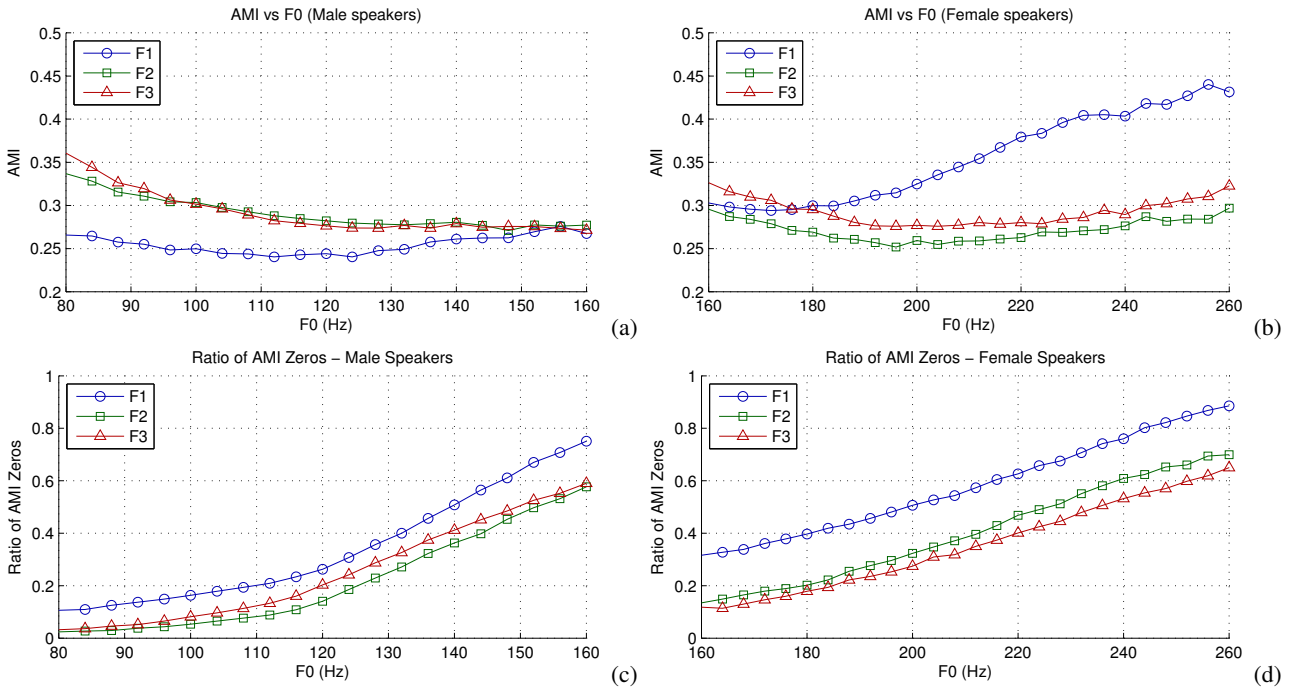 AMI vs F0 (Male speakers)
0.5
0.45
0.4
0.35
0.3
0.25
0.2
AMI
F1
F2
F3
80 90 100 110 120 130 140 150 160
F0 (Hz)
(a)
AMI vs F0 (Female speakers)
0.5
0.45
0.4
0.35
0.3
0.25
0.2
AMI
F1
F2
F3
160 180 200 220 240 260
F0 (Hz)
(b)
Ratio of AMI Zeros − Male Speakers
1
0.8
0.6
0.4
0.2
0
Ratio of AMI Zeros
F1
F2
F3
80 90 100 110 120 130 140 150 160
F0 (Hz)
(c)
Ratio of AMI Zeros − Female Speakers
1
0.8
0.6
0.4
0.2
0
Ratio of AMI Zeros
F1
F2
F3
160 180 200 220 240 260
F0 (Hz)
(d)